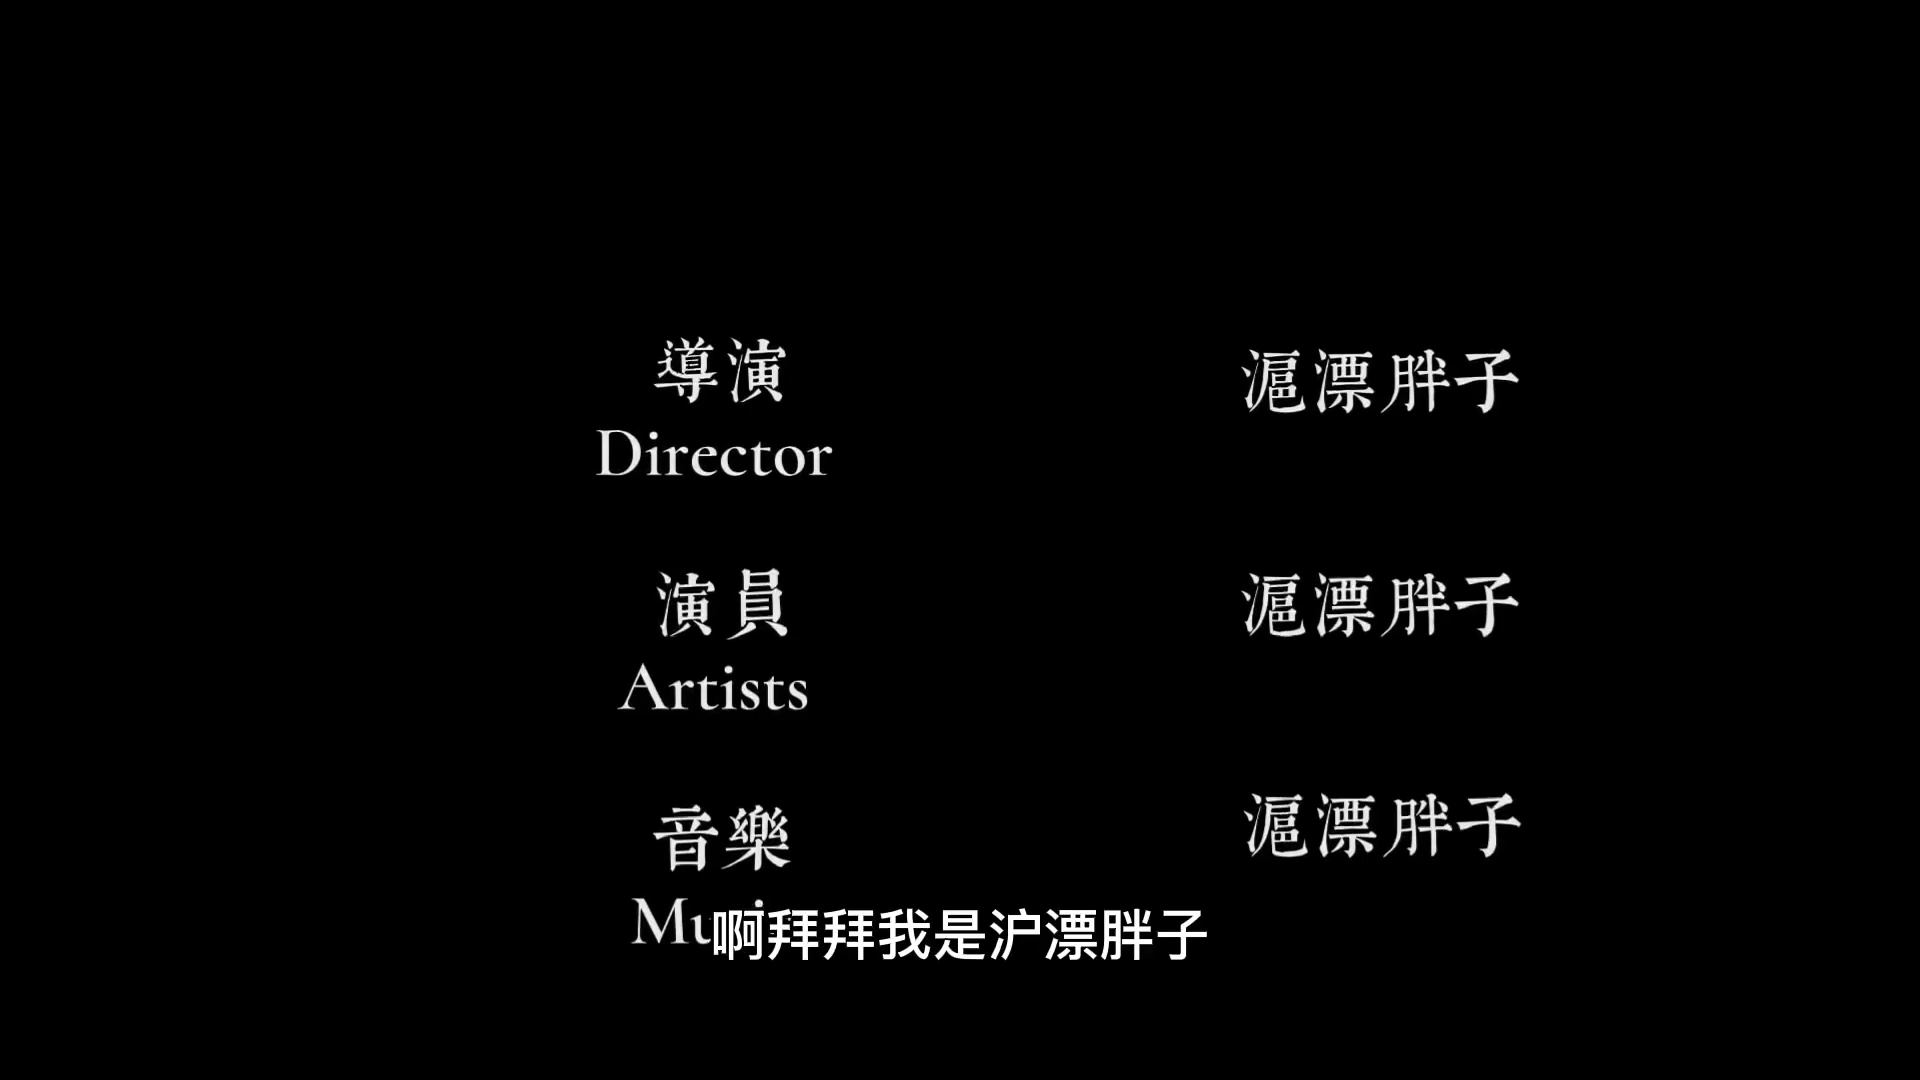 導演
滬漂胖子
Director
演員
滬漂胖子
Artists
音樂
滬漂胖子
啊拜拜我是沪漂胖子